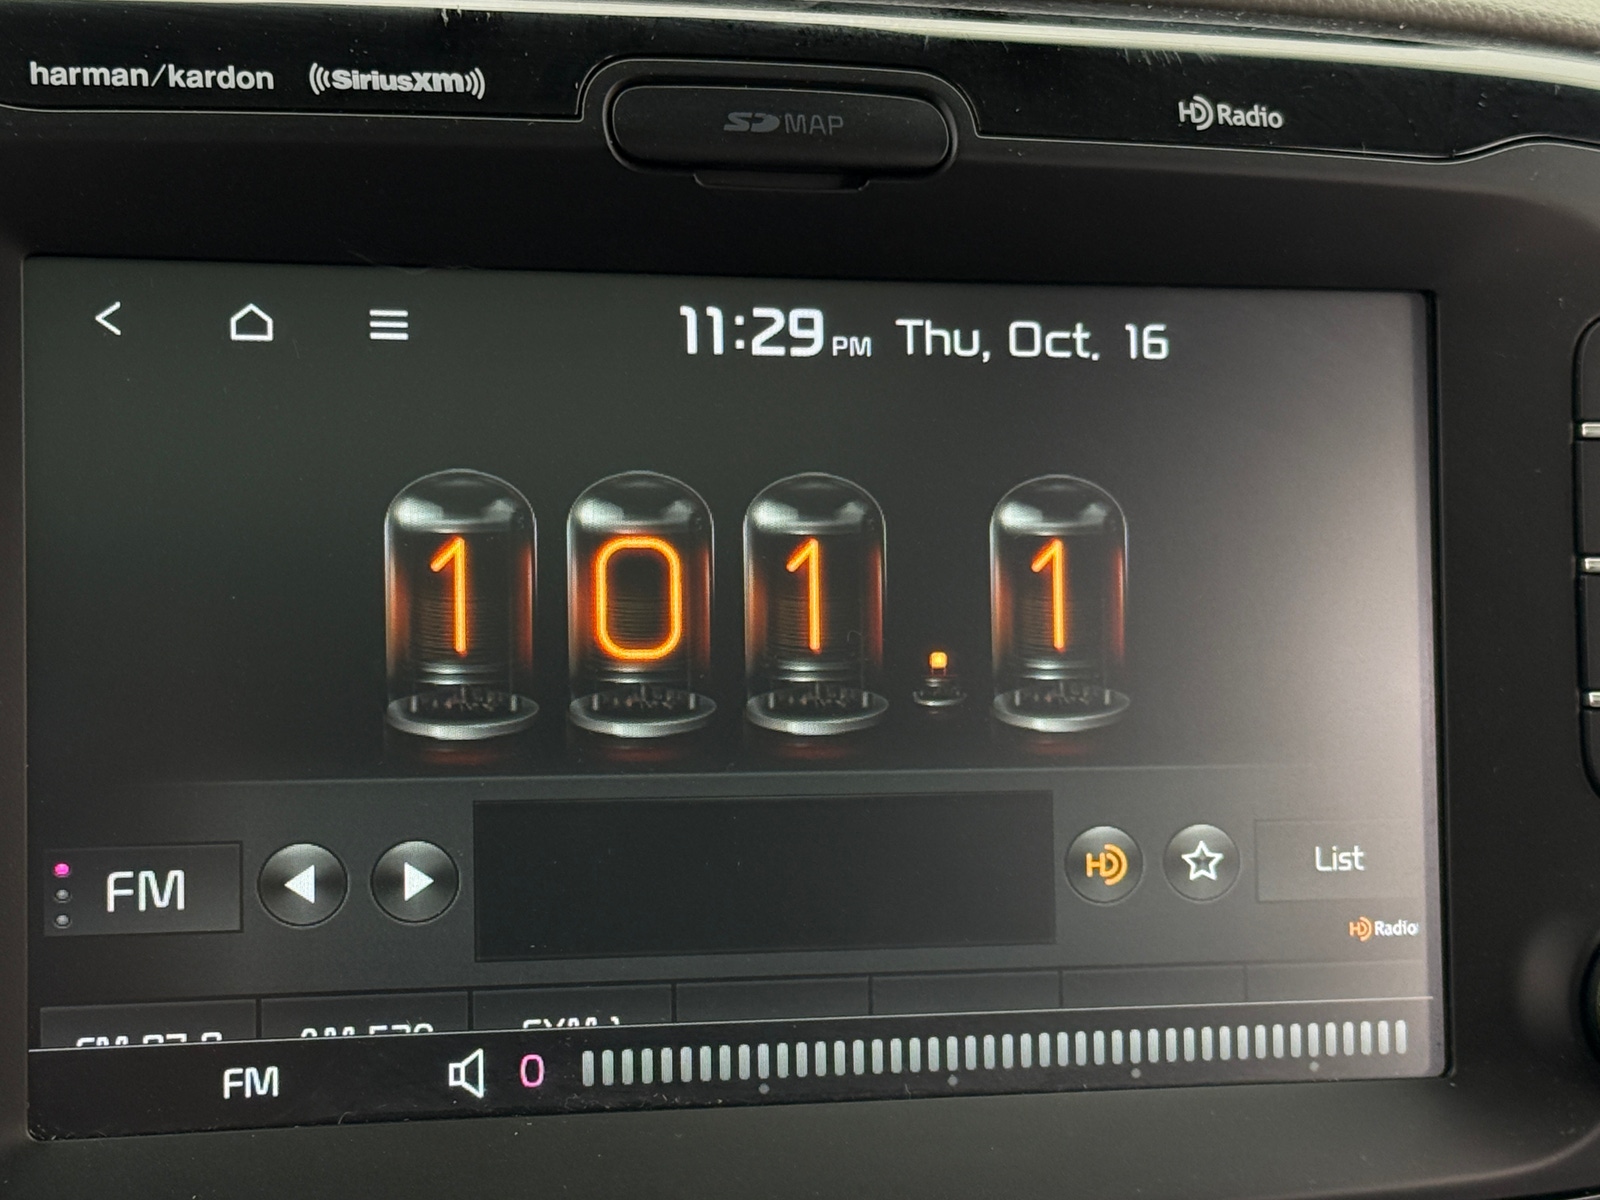 harman/kardon ((SiriusXM)) SD MAP HD Radio
11:29 PM Thu, Oct. 16
101.1
FM HD List
HD Radio
FM 0